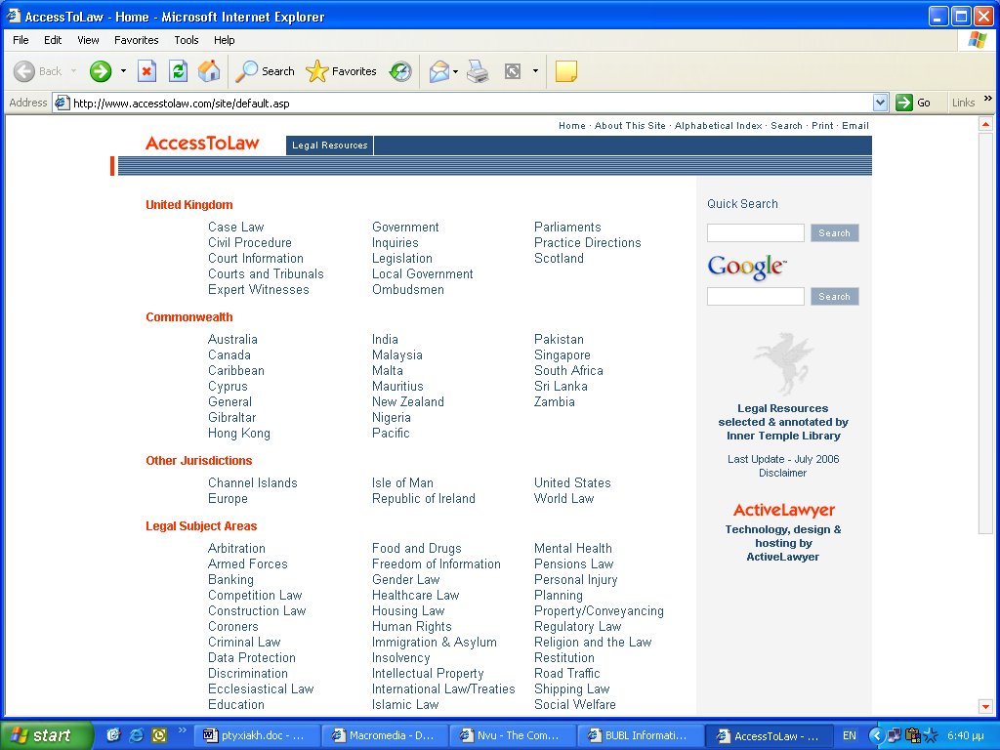 AccessToLaw - Home - Microsoft Internet Explorer
File Edit View Favorites Tools Help
Back Search Favorites
Address http://www.accesstolaw.com/site/default.asp Go Links »
Home · About This Site · Alphabetical Index · Search · Print · Email
AccessToLaw Legal Resources
United Kingdom
Case Law Government Parliaments
Civil Procedure Inquiries Practice Directions
Court Information Legislation Scotland
Courts and Tribunals Local Government
Expert Witnesses Ombudsmen
Commonwealth
Australia India Pakistan
Canada Malaysia Singapore
Caribbean Malta South Africa
Cyprus Mauritius Sri Lanka
General New Zealand Zambia
Gibraltar Nigeria
Hong Kong Pacific
Other Jurisdictions
Channel Islands Isle of Man United States
Europe Republic of Ireland World Law
Legal Subject Areas
Arbitration Food and Drugs Mental Health
Armed Forces Freedom of Information Pensions Law
Banking Gender Law Personal Injury
Competition Law Healthcare Law Planning
Construction Law Housing Law Property/Conveyancing
Coroners Human Rights Regulatory Law
Criminal Law Immigration & Asylum Religion and the Law
Data Protection Insolvency Restitution
Discrimination Intellectual Property Road Traffic
Ecclesiastical Law International Law/Treaties Shipping Law
Education Islamic Law Social Welfare
Quick Search
Search
Google™
Search
Legal Resources
selected & annotated by
Inner Temple Library
Last Update - July 2006
Disclaimer
ActiveLawyer
Technology, design &
hosting by
ActiveLawyer
start » ptyxiakh.doc - ... Macromedia - D... Nvu - The Com... BUBL Informati... AccessToLaw - ... EN 6:40 μμ